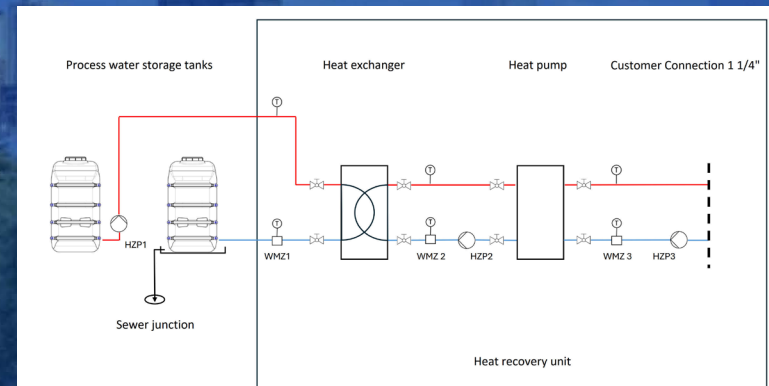 Process water storage tanks
Heat exchanger
Heat pump
Customer Connection 1 1/4"
T
T
T
HZP1
T
T
T
WMZ1
WMZ 2
HZP2
WMZ 3
HZP3
Sewer junction
Heat recovery unit